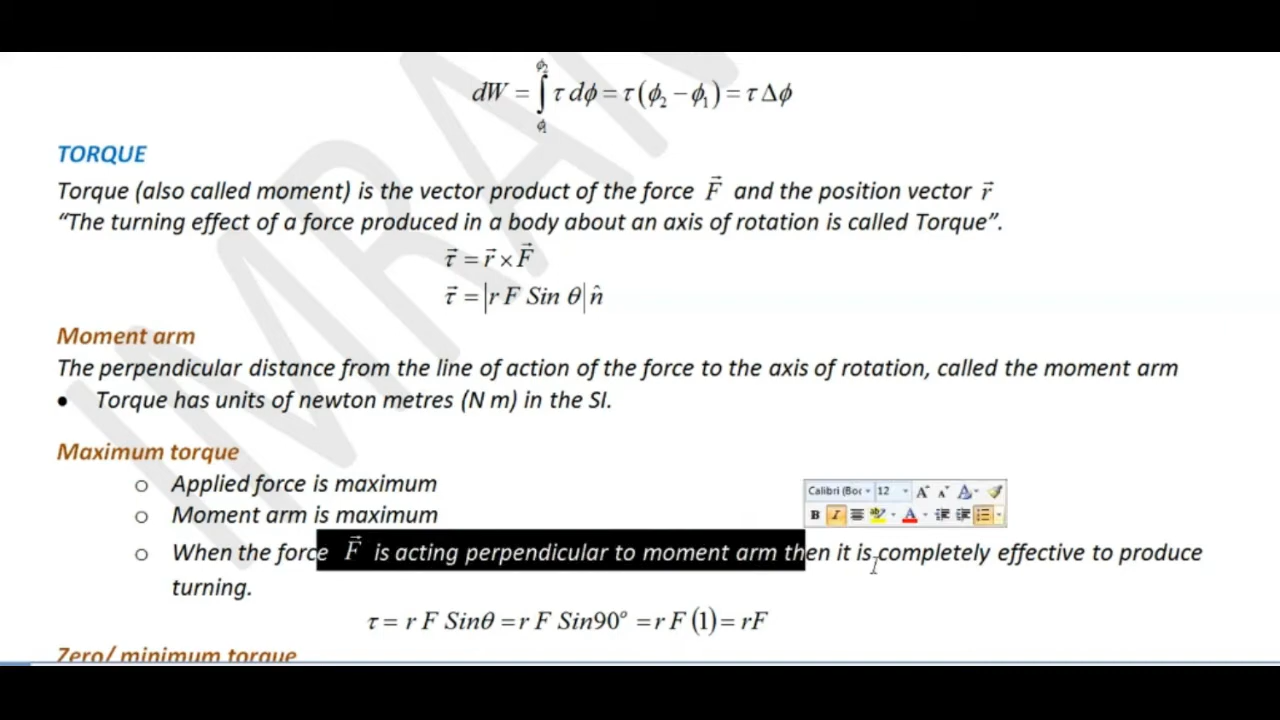 dW = ∫ϕ₁^ϕ₂ τ dϕ = τ(ϕ₂ − ϕ₁) = τ Δϕ
TORQUE
Torque (also called moment) is the vector product of the force F⃗ and the position vector r⃗
“The turning effect of a force produced in a body about an axis of rotation is called Torque”.
τ⃗ = r⃗ × F⃗
τ⃗ = |r F Sin θ| n̂
Moment arm
The perpendicular distance from the line of action of the force to the axis of rotation, called the moment arm
• Torque has units of newton metres (N m) in the SI.
Maximum torque
o Applied force is maximum
Calibri (Boc 12 A A A
o Moment arm is maximum
B I A
o When the force F⃗ is acting perpendicular to moment arm then it is completely effective to produce
turning.
τ = r F Sinθ = r F Sin90° = r F (1) = rF
Zero/ minimum torque
IMRAN